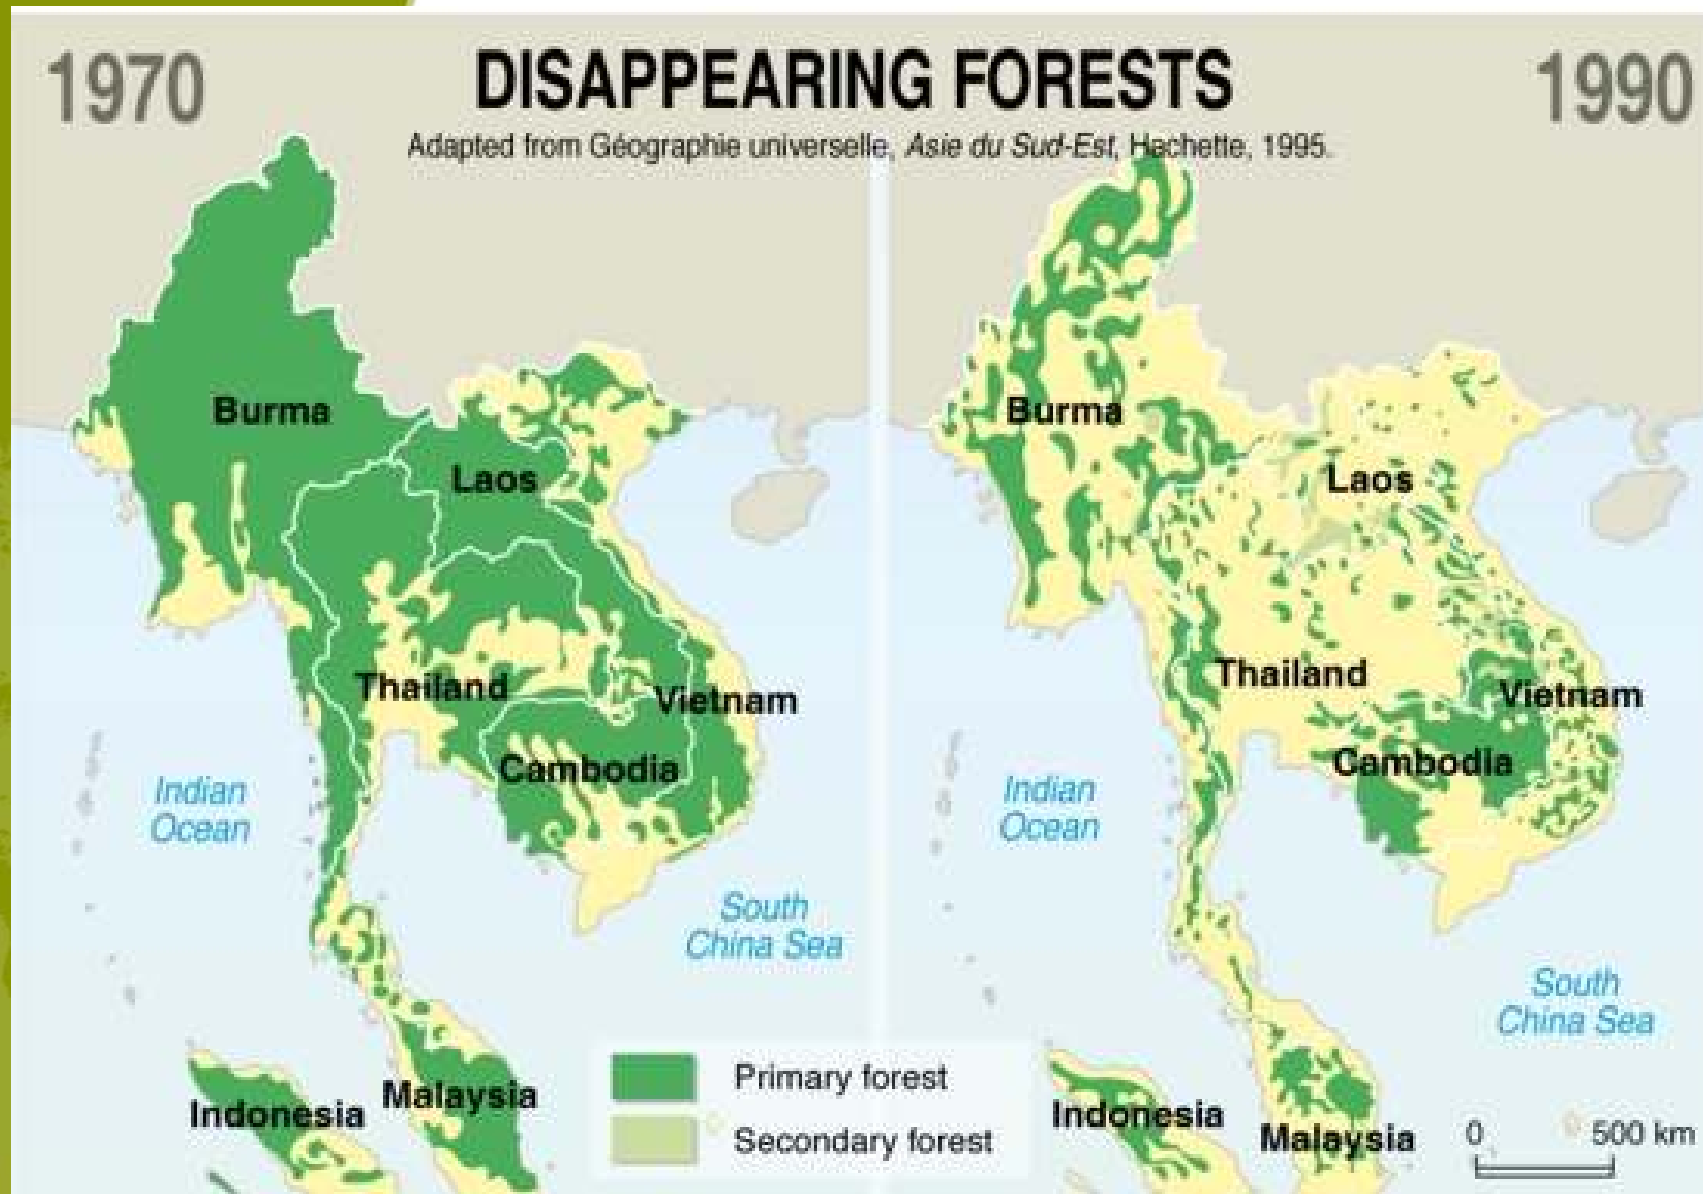 1970
DISAPPEARING FORESTS
1990
Adapted from Géographie universelle, Asie du Sud-Est, Hachette, 1995.
Burma
Laos
Thailand
Vietnam
Cambodia
Indian
Ocean
South
China Sea
Indonesia
Malaysia
Burma
Laos
Thailand
Vietnam
Cambodia
Indian
Ocean
South
China Sea
Indonesia
Malaysia
Primary forest
Secondary forest
0 500 km